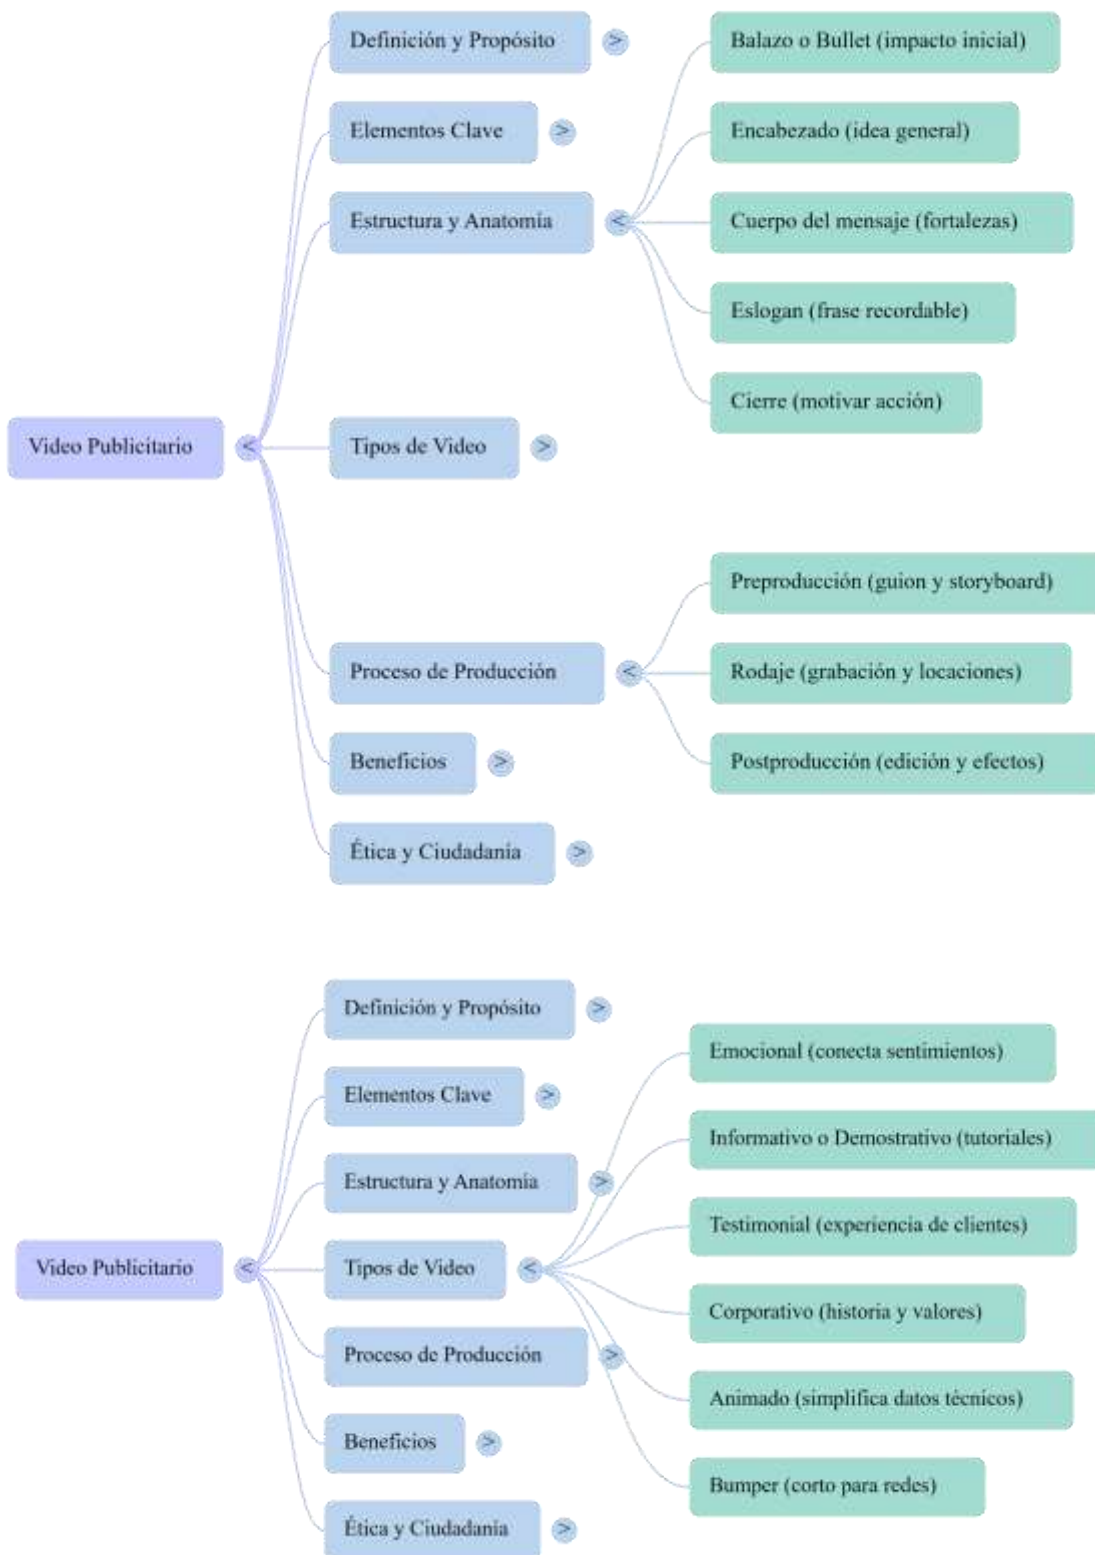 Definición y Propósito >
Balazo o Bullet (impacto inicial)
Elementos Clave >
Encabezado (idea general)
Estructura y Anatomía <
Cuerpo del mensaje (fortalezas)
Eslogan (frase recordable)
Cierre (motivar acción)
Video Publicitario <
Tipos de Video >
Preproducción (guion y storyboard)
Proceso de Producción <
Rodaje (grabación y locaciones)
Beneficios >
Postproducción (edición y efectos)
Ética y Ciudadanía >
Definición y Propósito >
Emocional (conecta sentimientos)
Elementos Clave >
Informativo o Demostrativo (tutoriales)
Estructura y Anatomía >
Testimonial (experiencia de clientes)
Video Publicitario <
Tipos de Video <
Corporativo (historia y valores)
Proceso de Producción >
Animado (simplifica datos técnicos)
Beneficios >
Bumper (corto para redes)
Ética y Ciudadanía >